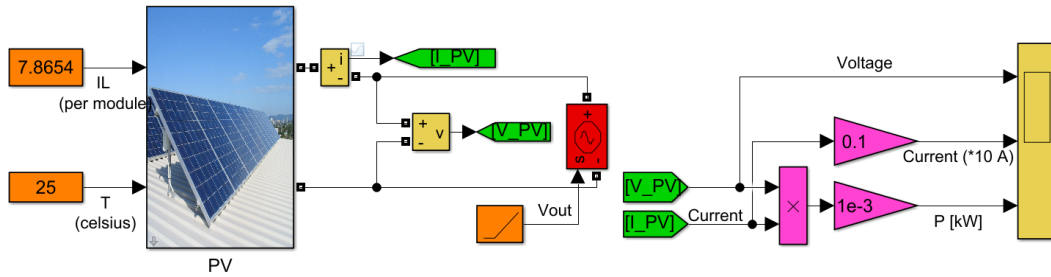 7.8654
IL
(per module)
25
T
(celsius)
PV
+
i
-
[I_PV]
+
-
v
[V_PV]
+
s
-
Vout
[V_PV]
[I_PV]
Current
×
0.1
1e-3
Voltage
Current (*10 A)
P [kW]